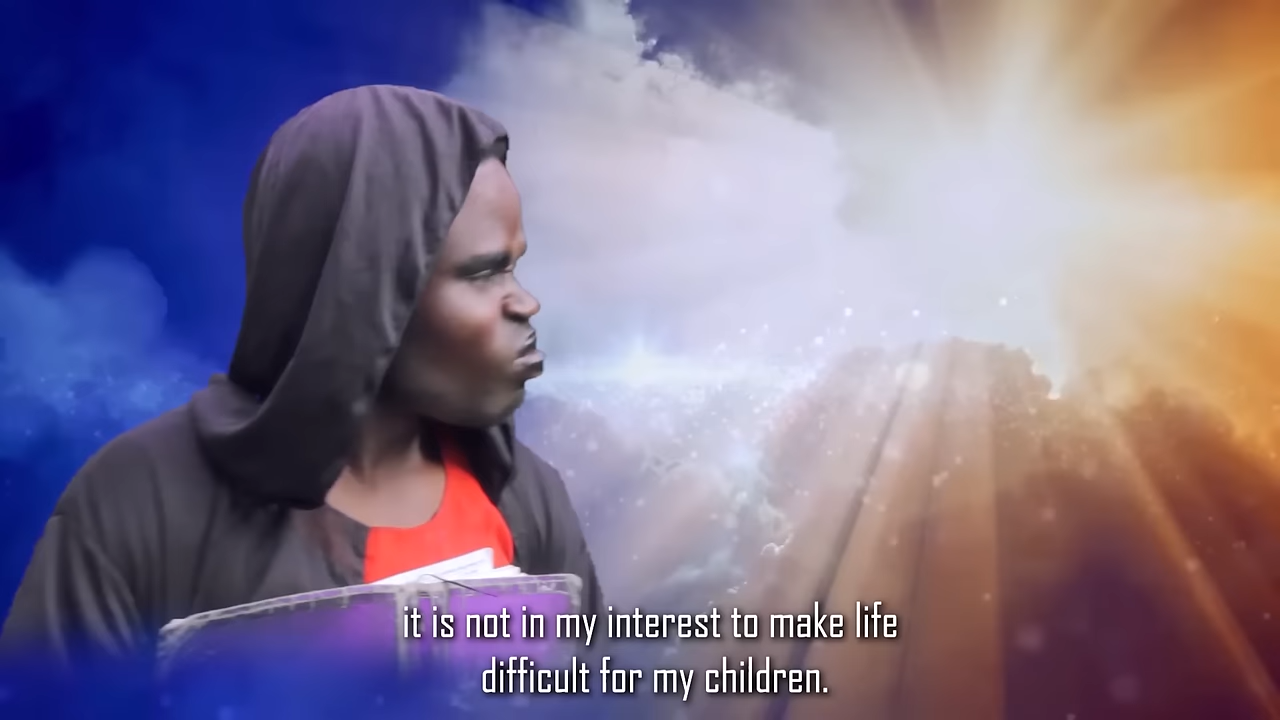 it is not in my interest to make life
difficult for my children.